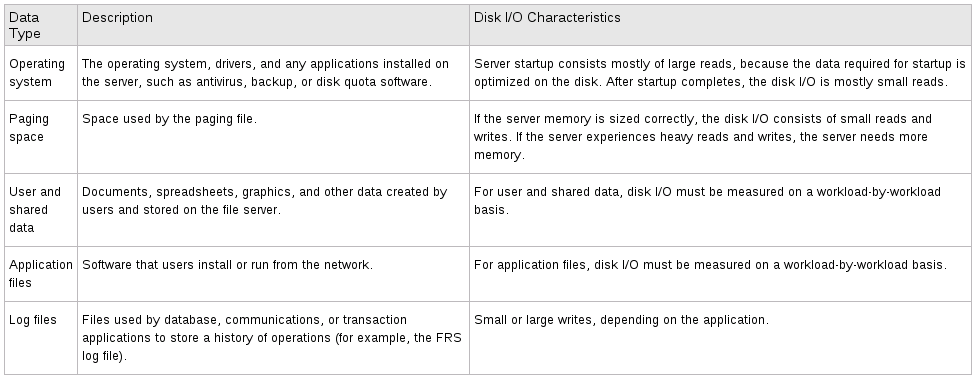 Data
Type
Description
Disk I/O Characteristics
Operating
system
The operating system, drivers, and any applications installed on
the server, such as antivirus, backup, or disk quota software.
Server startup consists mostly of large reads, because the data required for startup is
optimized on the disk. After startup completes, the disk I/O is mostly small reads.
Paging
space
Space used by the paging file.
If the server memory is sized correctly, the disk I/O consists of small reads and
writes. If the server experiences heavy reads and writes, the server needs more
memory.
User and
shared
data
Documents, spreadsheets, graphics, and other data created by
users and stored on the file server.
For user and shared data, disk I/O must be measured on a workload-by-workload
basis.
Application
files
Software that users install or run from the network.
For application files, disk I/O must be measured on a workload-by-workload basis.
Log files
Files used by database, communications, or transaction
applications to store a history of operations (for example, the FRS
log file).
Small or large writes, depending on the application.